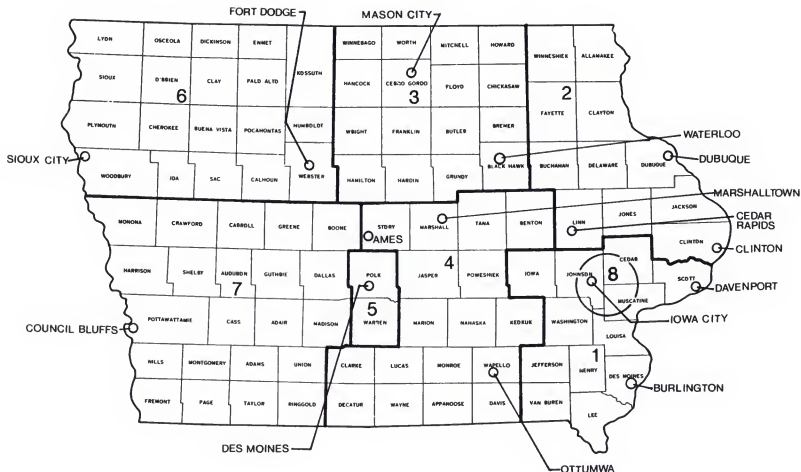 FORT DODGE
MASON CITY
LYON OSCEOLA DICKINSON EMMET KOSSUTH WINNEBAGO WORTH MITCHELL HOWARD WINNESHIEK ALLAMAKEE
SIOUX O'BRIEN CLAY PALO ALTO HANCOCK CERRO GORDO FLOYD CHICKASAW
6 3 2
PLYMOUTH CHEROKEE BUENA VISTA POCAHONTAS HUMBOLDT WRIGHT FRANKLIN BUTLER BREMER FAYETTE CLAYTON
WATERLOO
SIOUX CITY
WOODBURY IDA SAC CALHOUN WEBSTER HAMILTON HARDIN GRUNDY BLACK HAWK BUCHANAN DELAWARE DUBUQUE
DUBUQUE
MARSHALLTOWN
MONONA CRAWFORD CARROLL GREENE BOONE STORY MARSHALL TAMA BENTON LINN JONES JACKSON
CEDAR
RAPIDS
AMES
CLINTON
CLINTON
HARRISON SHELBY AUDUBON GUTHRIE DALLAS POLK JASPER POWESHIEK IOWA JOHNSON CEDAR SCOTT
7 4 8
DAVENPORT
5
MUSCATINE
IOWA CITY
COUNCIL BLUFFS
POTTAWATTAMIE CASS ADAIR MADISON WARREN MARION MAHASKA KEOKUK WASHINGTON LOUISA
1
MILLS MONTGOMERY ADAMS UNION CLARKE LUCAS MONROE WAPELLO JEFFERSON HENRY DES MOINES
BURLINGTON
FREMONT PAGE TAYLOR RINGGOLD DECATUR WAYNE APPANOOSE DAVIS VAN BUREN LEE
DES MOINES
OTTUMWA